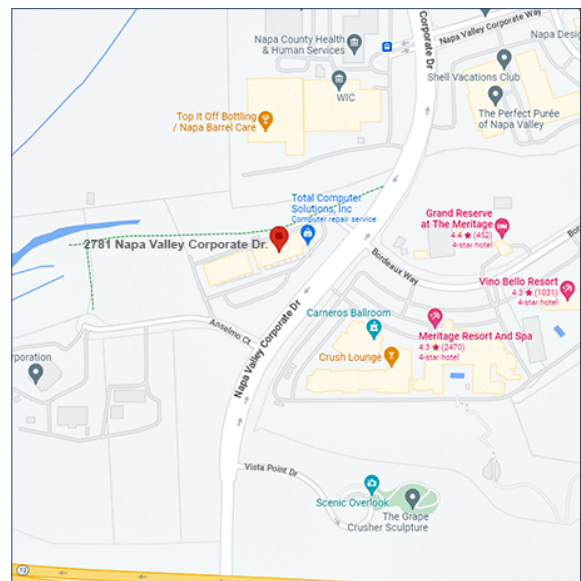 Napa Valley Corporate Way
Corporate Dr
Napa County Health
& Human Services
Napa Desig
Shell Vacations Club
WIC
The Perfect Purée
of Napa Valley
Top It Off Bottling
/ Napa Barrel Care
Total Computer
Solutions, Inc
Computer repair service
Grand Reserve
at The Meritage
4.4 ★ (452)
4-star hotel
2781 Napa Valley Corporate Dr.
Bordeaux Way
Bor
Vino Bello Resort
4.3 ★ (1031)
4-star hotel
Napa Valley Corporate Dr
Carneros Ballroom
Anselmo Ct
Meritage Resort And Spa
4.3 ★ (2470)
4-star hotel
Crush Lounge
orporation
Vista Point Dr
Scenic Overlook
The Grape
Crusher Sculpture
12